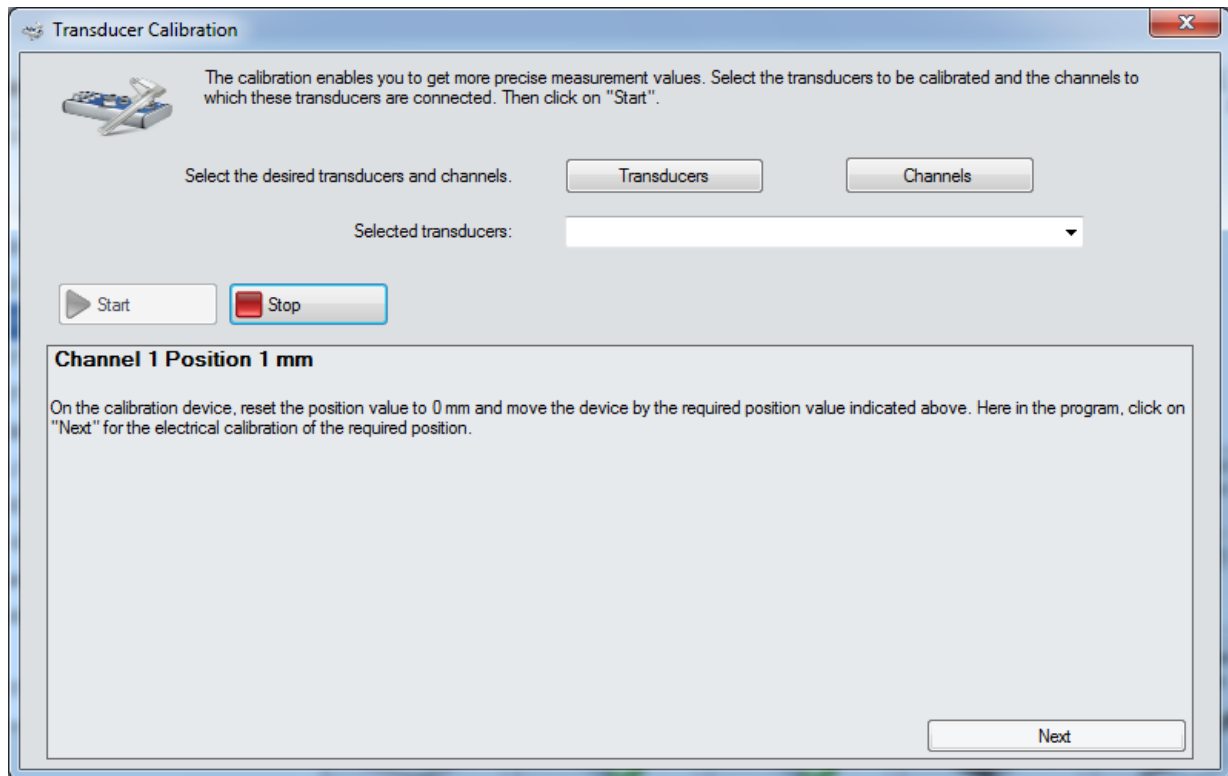 Transducer Calibration
The calibration enables you to get more precise measurement values. Select the transducers to be calibrated and the channels to
which these transducers are connected. Then click on "Start".
Select the desired transducers and channels.
Transducers
Channels
Selected transducers:
Start
Stop
Channel 1 Position 1 mm
On the calibration device, reset the position value to 0 mm and move the device by the required position value indicated above. Here in the program, click on
"Next" for the electrical calibration of the required position.
Next